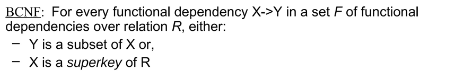 BCNF: For every functional dependency X->Y in a set F of functional
dependencies over relation R, either:
– Y is a subset of X or,
– X is a superkey of R